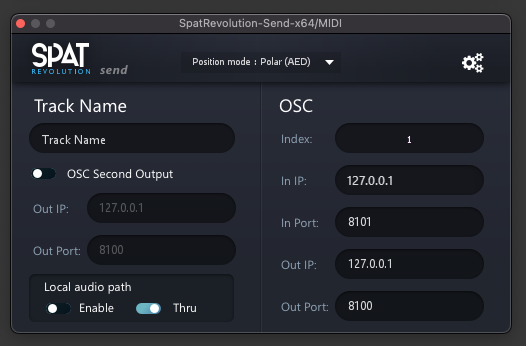 SpatRevolution-Send-x64/MIDI
SPAT
REVOLUTION send
Position mode : Polar (AED)
Track Name
Track Name
OSC Second Output
Out IP: 127.0.0.1
Out Port: 8100
Local audio path
Enable Thru
OSC
Index: 1
In IP: 127.0.0.1
In Port: 8101
Out IP: 127.0.0.1
Out Port: 8100